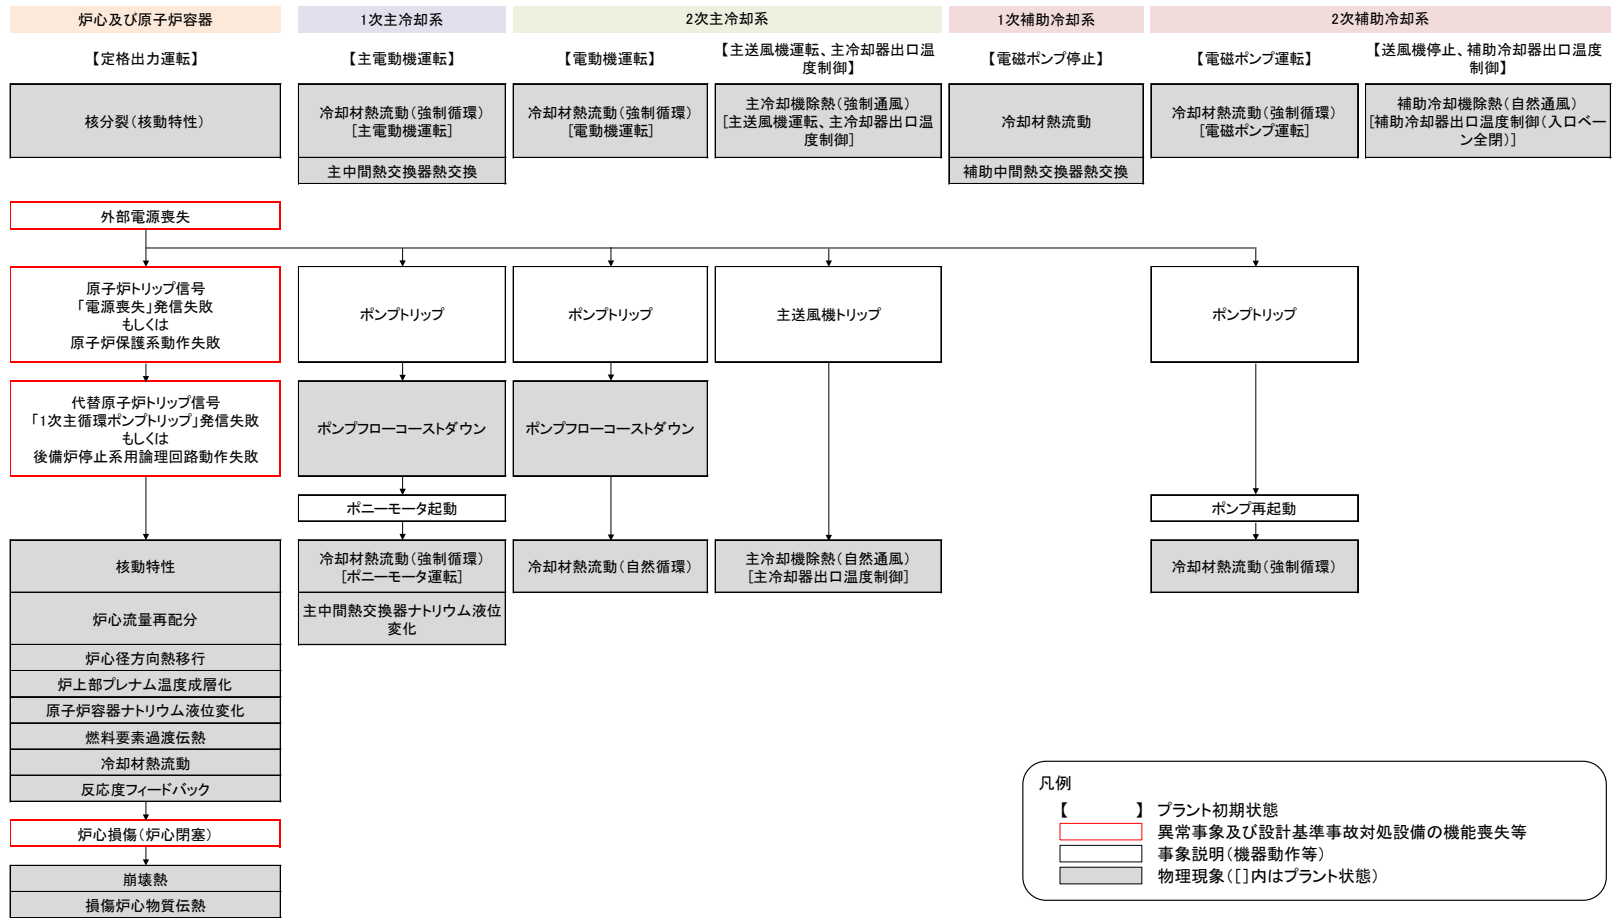 炉心及び原子炉容器
1次主冷却系
2次主冷却系
1次補助冷却系
2次補助冷却系
【定格出力運転】
【主電動機運転】
【電動機運転】
【主送風機運転、主冷却器出口温
度制御】
【電磁ポンプ停止】
【電磁ポンプ運転】
【送風機停止、補助冷却器出口温度
制御】
核分裂(核動特性)
冷却材熱流動(強制循環)
[主電動機運転]
冷却材熱流動(強制循環)
[電動機運転]
主冷却機除熱(強制通風)
[主送風機運転、主冷却器出口温
度制御]
冷却材熱流動
冷却材熱流動(強制循環)
[電磁ポンプ運転]
補助冷却機除熱(自然通風)
[補助冷却器出口温度制御(入口ベー
ン全閉)]
主中間熱交換器熱交換
補助中間熱交換器熱交換
外部電源喪失
原子炉トリップ信号
「電源喪失」発信失敗
もしくは
原子炉保護系動作失敗
ポンプトリップ
ポンプトリップ
主送風機トリップ
ポンプトリップ
代替原子炉トリップ信号
「1次主循環ポンプトリップ」発信失敗
もしくは
後備炉停止系用論理回路動作失敗
ポンプフローコーストダウン
ポンプフローコーストダウン
ポニーモータ起動
ポンプ再起動
核動特性
冷却材熱流動(強制循環)
[ポニーモータ運転]
冷却材熱流動(自然循環)
主冷却機除熱(自然通風)
[主冷却器出口温度制御]
冷却材熱流動(強制循環)
炉心流量再配分
主中間熱交換器ナトリウム液位
変化
炉心径方向熱移行
炉上部プレナム温度成層化
原子炉容器ナトリウム液位変化
燃料要素過渡伝熱
冷却材熱流動
反応度フィードバック
炉心損傷(炉心閉塞)
崩壊熱
損傷炉心物質伝熱
凡例
【 】 プラント初期状態
異常事象及び設計基準事故対処設備の機能喪失等
事象説明(機器動作等)
物理現象([]内はプラント状態)